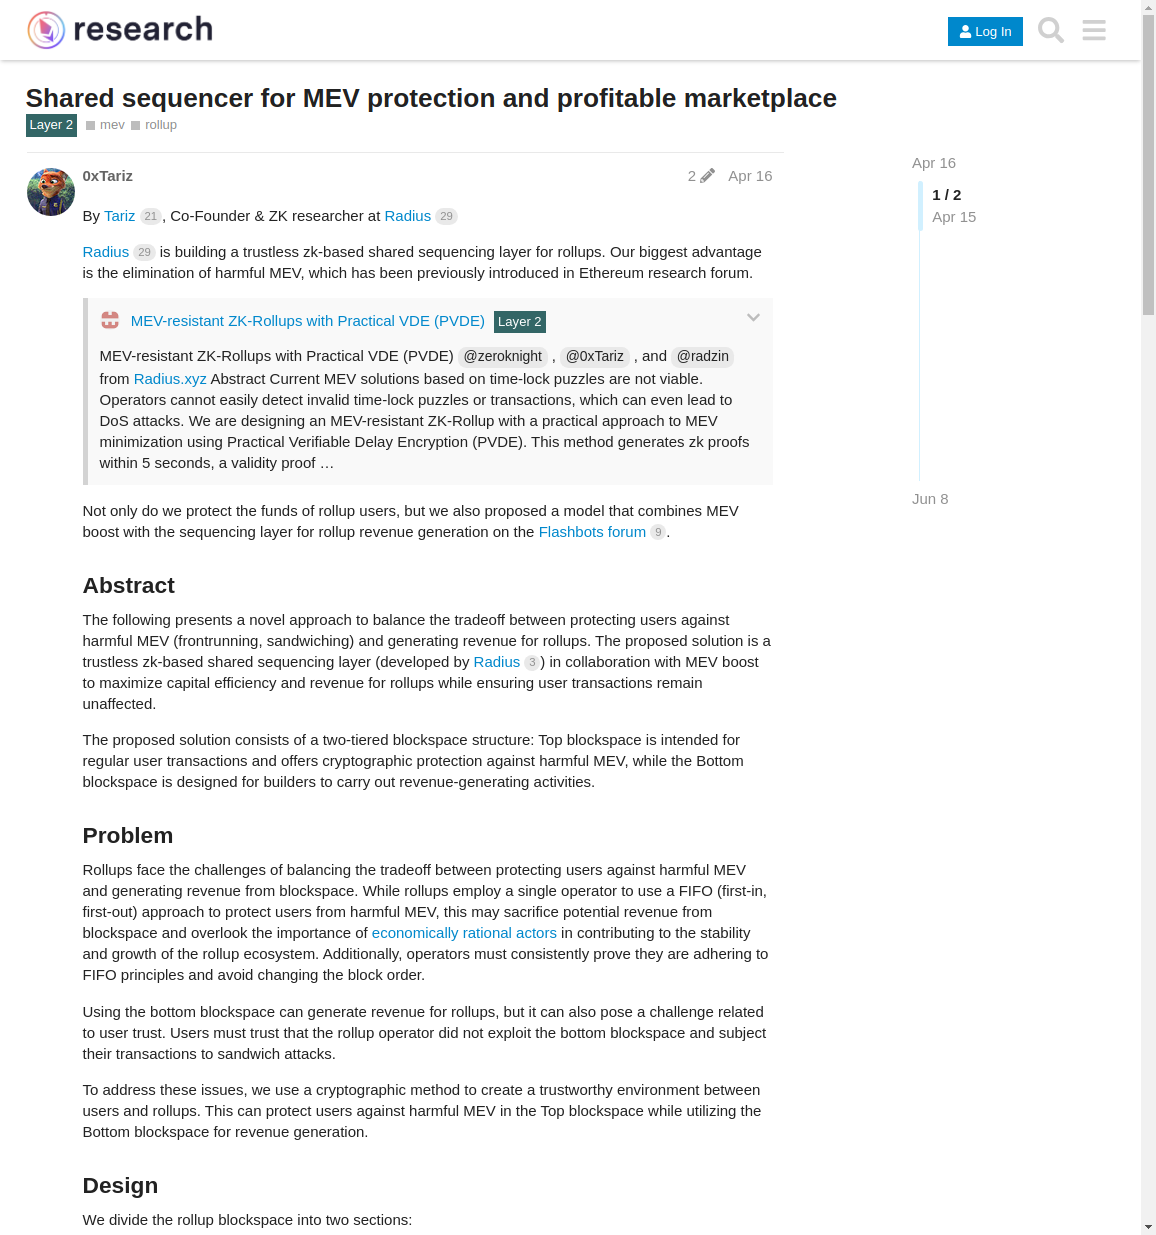 research
Log In
Shared sequencer for MEV protection and profitable marketplace
Layer 2 mev rollup
0xTariz 2 Apr 16
By Tariz 21, Co-Founder & ZK researcher at Radius 29
Radius 29 is building a trustless zk-based shared sequencing layer for rollups. Our biggest advantage
is the elimination of harmful MEV, which has been previously introduced in Ethereum research forum.
MEV-resistant ZK-Rollups with Practical VDE (PVDE) Layer 2
MEV-resistant ZK-Rollups with Practical VDE (PVDE) @zeroknight , @0xTariz , and @radzin
from Radius.xyz Abstract Current MEV solutions based on time-lock puzzles are not viable.
Operators cannot easily detect invalid time-lock puzzles or transactions, which can even lead to
DoS attacks. We are designing an MEV-resistant ZK-Rollup with a practical approach to MEV
minimization using Practical Verifiable Delay Encryption (PVDE). This method generates zk proofs
within 5 seconds, a validity proof …
Not only do we protect the funds of rollup users, but we also proposed a model that combines MEV
boost with the sequencing layer for rollup revenue generation on the Flashbots forum 9.
Abstract
The following presents a novel approach to balance the tradeoff between protecting users against
harmful MEV (frontrunning, sandwiching) and generating revenue for rollups. The proposed solution is a
trustless zk-based shared sequencing layer (developed by Radius 3) in collaboration with MEV boost
to maximize capital efficiency and revenue for rollups while ensuring user transactions remain
unaffected.
The proposed solution consists of a two-tiered blockspace structure: Top blockspace is intended for
regular user transactions and offers cryptographic protection against harmful MEV, while the Bottom
blockspace is designed for builders to carry out revenue-generating activities.
Problem
Rollups face the challenges of balancing the tradeoff between protecting users against harmful MEV
and generating revenue from blockspace. While rollups employ a single operator to use a FIFO (first-in,
first-out) approach to protect users from harmful MEV, this may sacrifice potential revenue from
blockspace and overlook the importance of economically rational actors in contributing to the stability
and growth of the rollup ecosystem. Additionally, operators must consistently prove they are adhering to
FIFO principles and avoid changing the block order.
Using the bottom blockspace can generate revenue for rollups, but it can also pose a challenge related
to user trust. Users must trust that the rollup operator did not exploit the bottom blockspace and subject
their transactions to sandwich attacks.
To address these issues, we use a cryptographic method to create a trustworthy environment between
users and rollups. This can protect users against harmful MEV in the Top blockspace while utilizing the
Bottom blockspace for revenue generation.
Design
We divide the rollup blockspace into two sections:
Apr 16
1 / 2
Apr 15
Jun 8